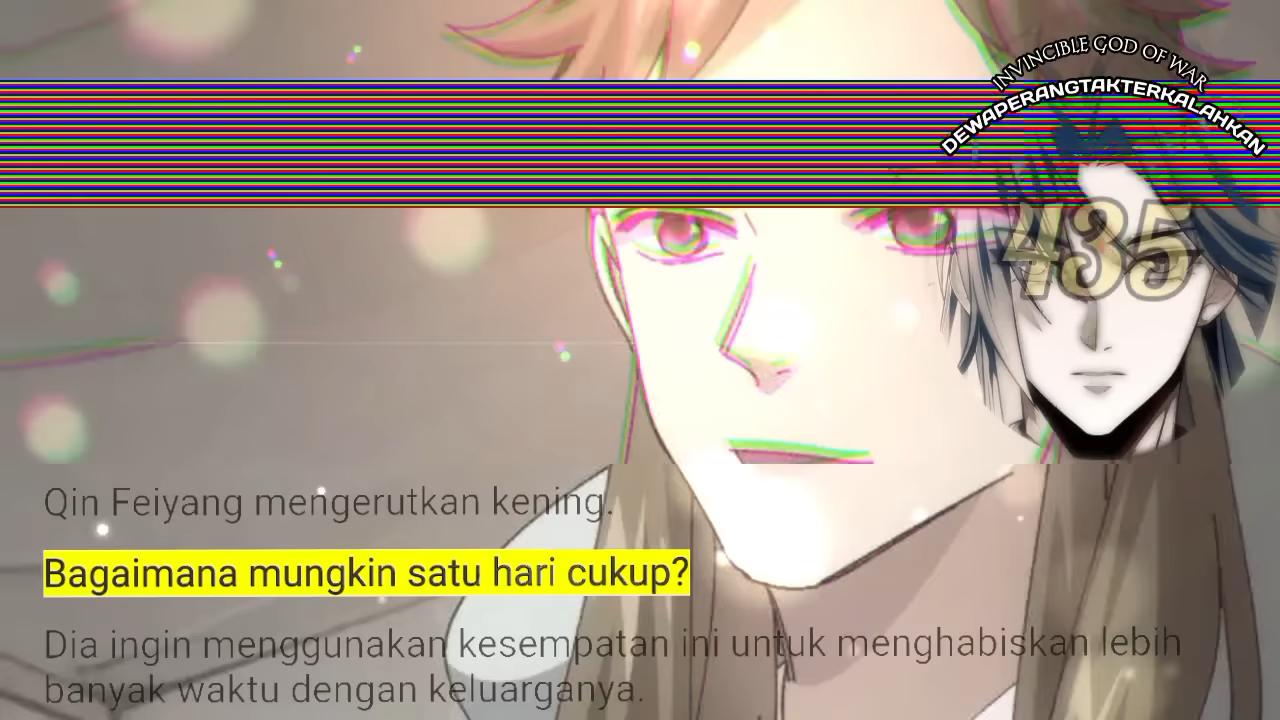 INVINCIBLE GOD OF WAR
DEWAPERANGTAKTERKALAHKAN
435
Qin Feiyang mengerutkan kening.
Bagaimana mungkin satu hari cukup?
Dia ingin menggunakan kesempatan ini untuk menghabiskan lebih
banyak waktu dengan keluarganya.